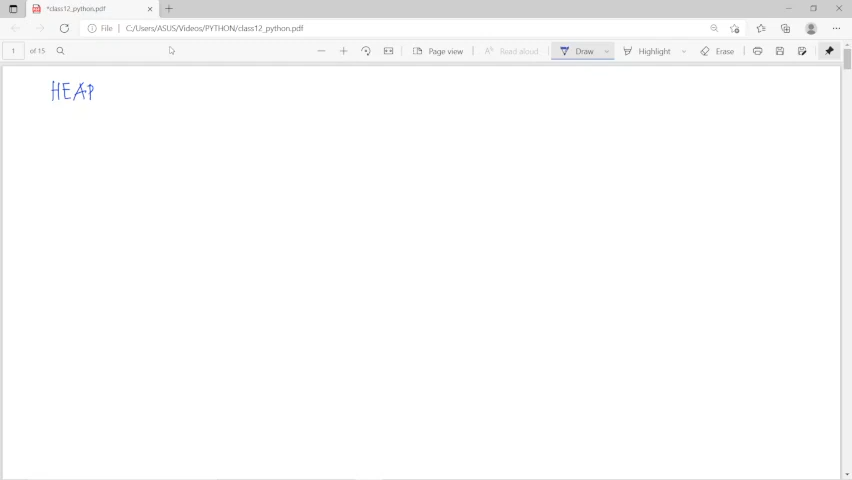 *class12_python.pdf
File C:/Users/ASUS/Videos/PYTHON/class12_python.pdf
1 of 15 Page view Read aloud Draw Highlight Erase
HEAP